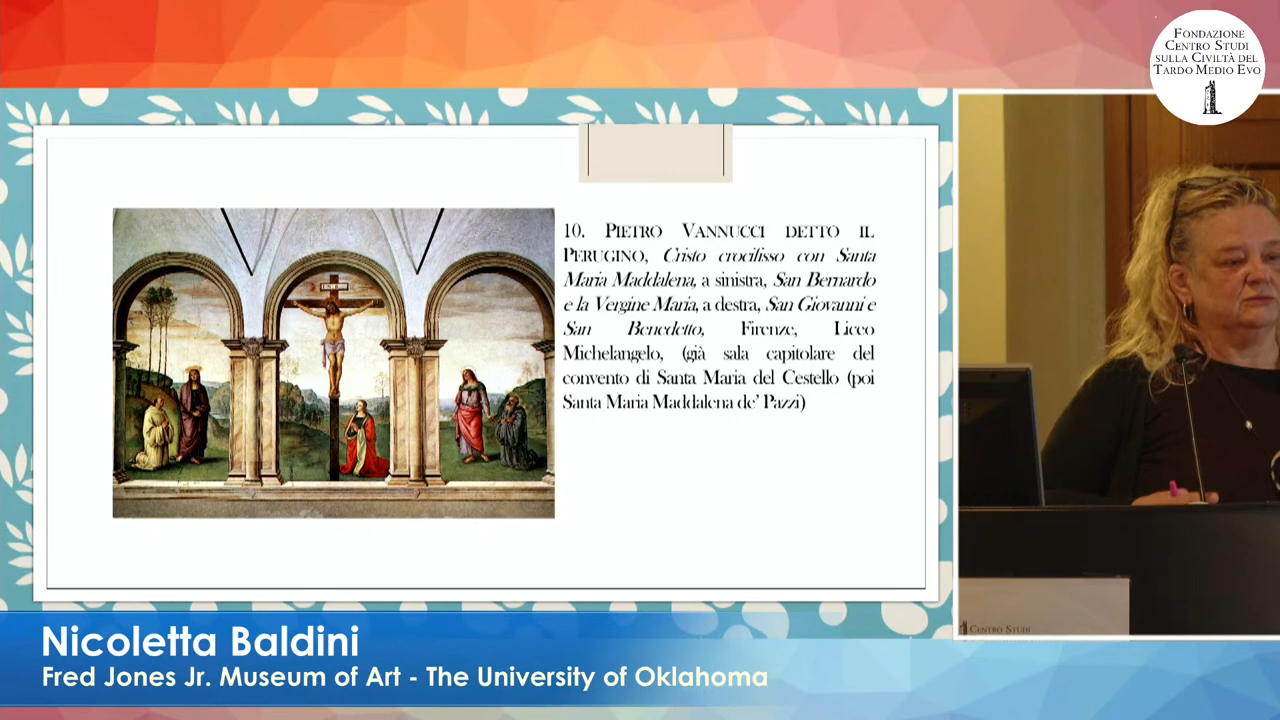 FONDAZIONE
CENTRO STUDI
SULLA CIVILTÀ DEL
TARDO MEDIO EVO
10. PIETRO VANNUCCI DETTO IL
PERUGINO, Cristo crocifisso con Santa
Maria Maddalena, a sinistra, San Bernardo
e la Vergine Maria, a destra, San Giovanni e
San Benedetto, Firenze, Liceo
Michelangelo, (già sala capitolare del
convento di Santa Maria del Cestello (poi
Santa Maria Maddalena de' Pazzi)
CENTRO STUDI
Nicoletta Baldini
Fred Jones Jr. Museum of Art - The University of Oklahoma